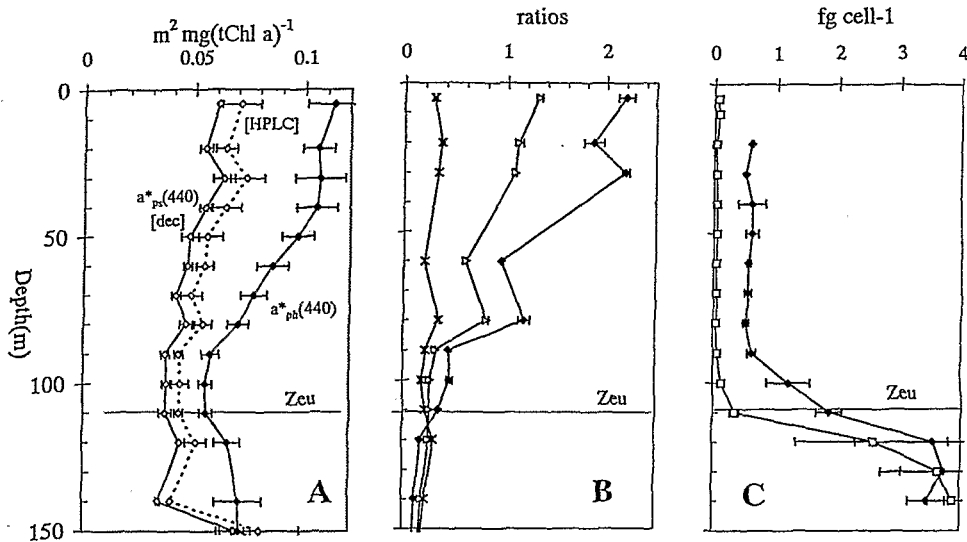 m² mg(tChl a)⁻¹
0.05 0.1
0
50
100
150
Depth(m)
[HPLC]
a*ps(440)
[dec]
a*ph(440)
Zeu
A
ratios
0 1 2
Zeu
B
fg cell-1
0 1 2 3 4
Zeu
C